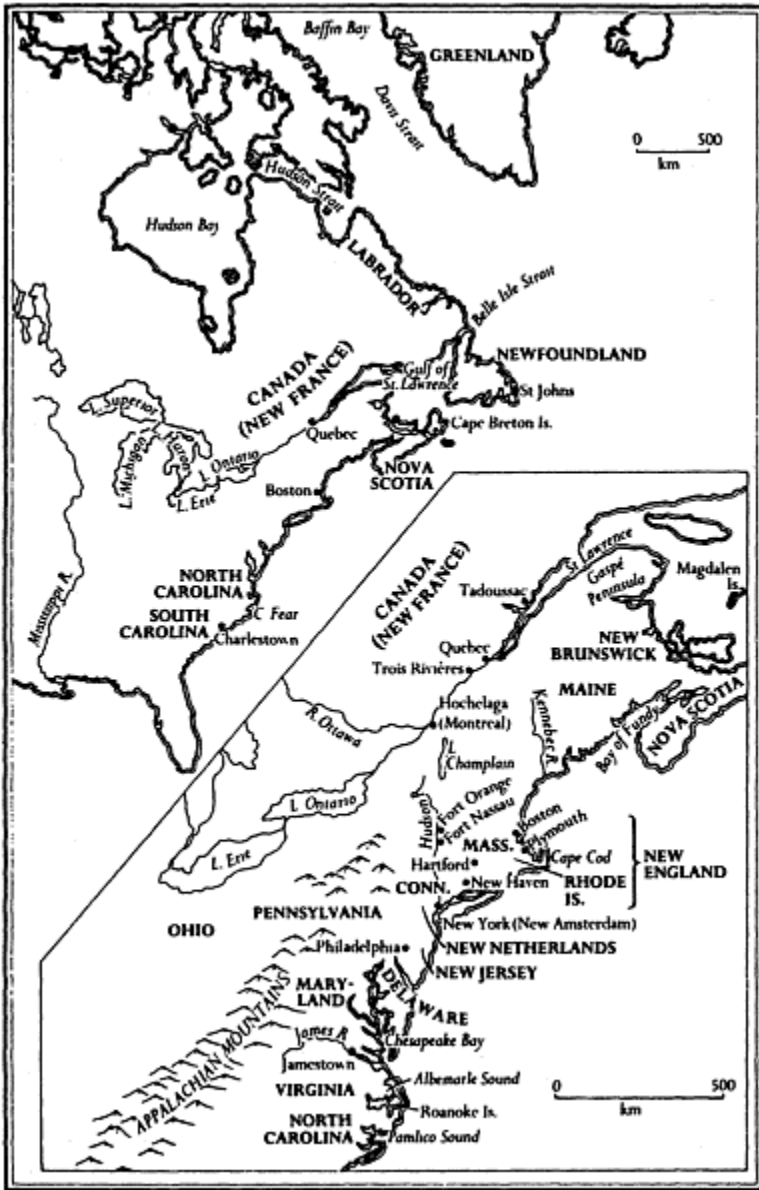 Baffin Bay
GREENLAND
Davis Strait
0 500
km
Hudson Strait
Hudson Bay
LABRADOR
Belle Isle Strait
NEWFOUNDLAND
Gulf of
St. Lawrence
St Johns
CANADA
(NEW FRANCE)
Cape Breton Is.
Quebec
L. Superior
L. Michigan
L. Huron
L. Ontario
L. Erie
NOVA
SCOTIA
Boston
Mississippi R.
NORTH
CAROLINA
C Fear
SOUTH
CAROLINA
Charlestown
St Lawrence
Gaspé
Peninsula
Magdalen
Is.
Tadoussac
CANADA
(NEW FRANCE)
Quebec
Trois Rivières
NEW
BRUNSWICK
MAINE
Hochelaga
(Montreal)
R. Ottawa
Kenneber R.
Bay of Fundy
NOVA SCOTIA
L
Champlain
L. Ontario
Hudson
Fort Orange
Fort Nassau
Boston
Plymouth
MASS.
Cape Cod
L. Erie
Hartford
NEW
ENGLAND
CONN.
New Haven
RHODE
IS.
OHIO
PENNSYLVANIA
New York (New Amsterdam)
Philadelphia
NEW NETHERLANDS
NEW JERSEY
MARY-
LAND
DELAWARE
APPALACHIAN MOUNTAINS
James R
Chesapeake Bay
Jamestown
Albemarle Sound
VIRGINIA
Roanoke Is.
NORTH
CAROLINA
Pamlico Sound
0 500
km